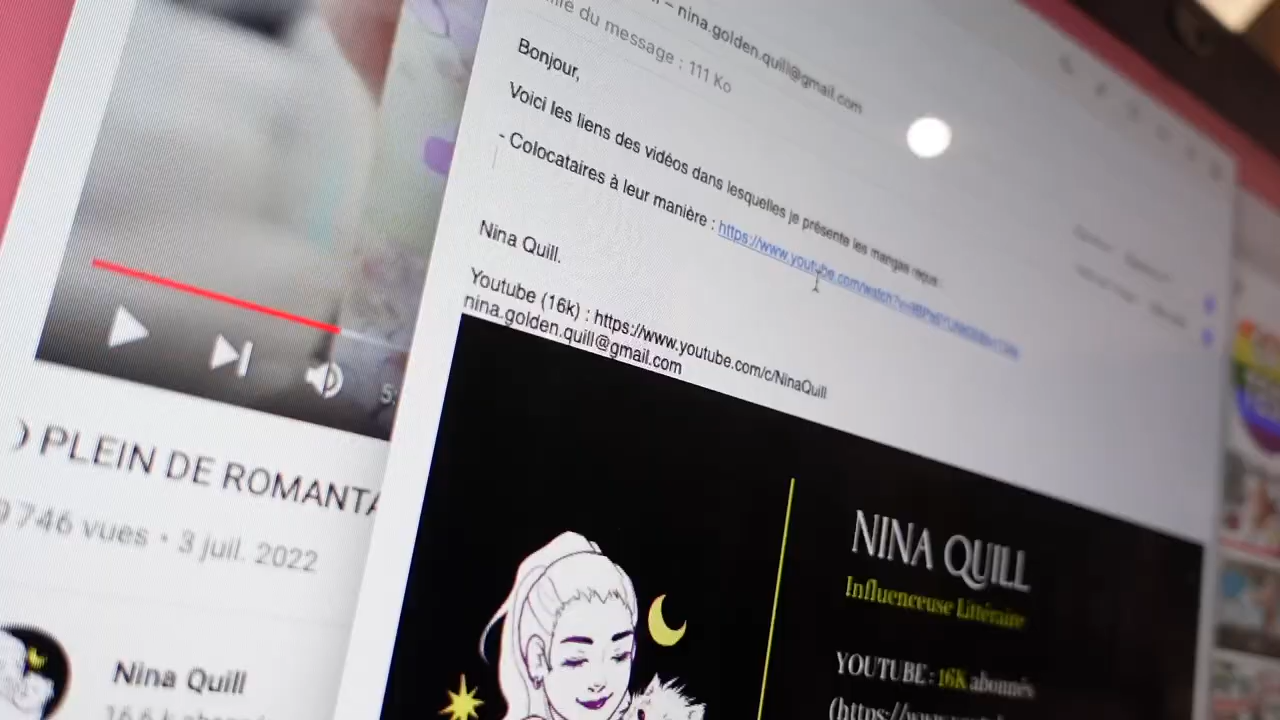 – nina.golden.quill@gmail.com
du message : 111 Ko
Bonjour,
Voici les liens des vidéos dans lesquelles je présente les mangas reçus :
- Colocataires à leur manière : https://www.youtube.com/watch?v=
Nina Quill.
Youtube (16k) : https://www.youtube.com/c/NinaQuill
nina.golden.quill@gmail.com
) PLEIN DE ROMANTA
746 vues • 3 juil. 2022
Nina Quill
NINA QUILL
Influenceuse Littéraire
YOUTUBE : 16K abonnés